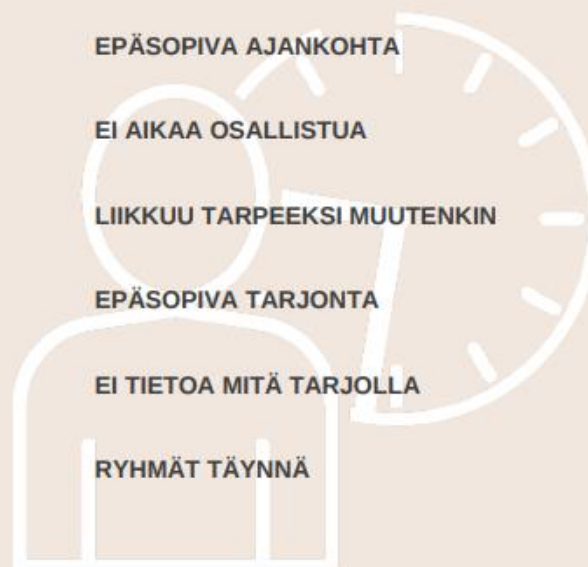 EPÄSOPIVA AJANKOHTA
EI AIKAA OSALLISTUA
LIIKKUU TARPEEKSI MUUTENKIN
EPÄSOPIVA TARJONTA
EI TIETOA MITÄ TARJOLLA
RYHMÄT TÄYNNÄ